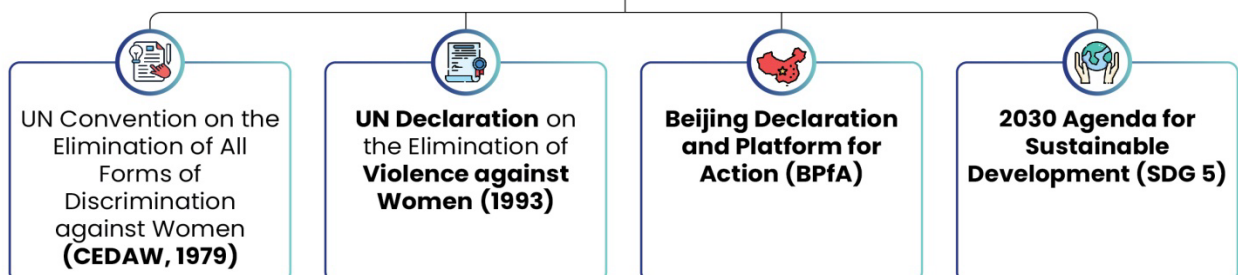 UN Convention on the
Elimination of All
Forms of
Discrimination
against Women
(CEDAW, 1979)
UN Declaration on
the Elimination of
Violence against
Women (1993)
Beijing Declaration
and Platform for
Action (BPfA)
2030 Agenda for
Sustainable
Development (SDG 5)